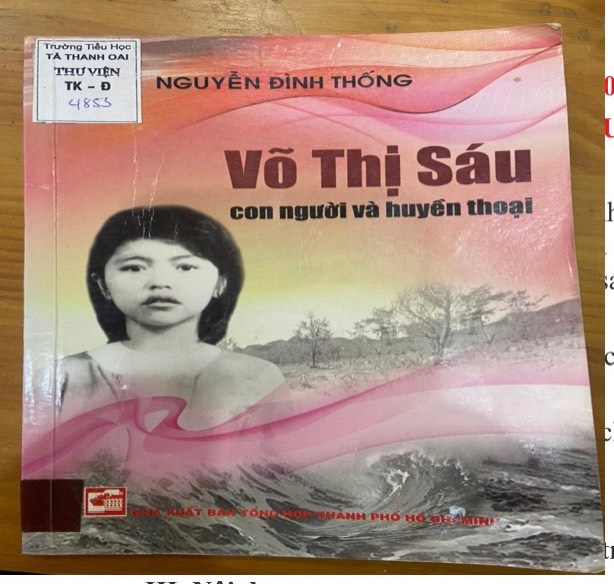 Trường Tiểu Học
TẢ THANH OAI
THƯ VIỆN
TK – Đ
4855
NGUYỄN ĐÌNH THỐNG
Võ Thị Sáu
con người và huyền thoại
NHÀ XUẤT BẢN TỔNG HỢP THÀNH PHỐ HỒ CHÍ MINH